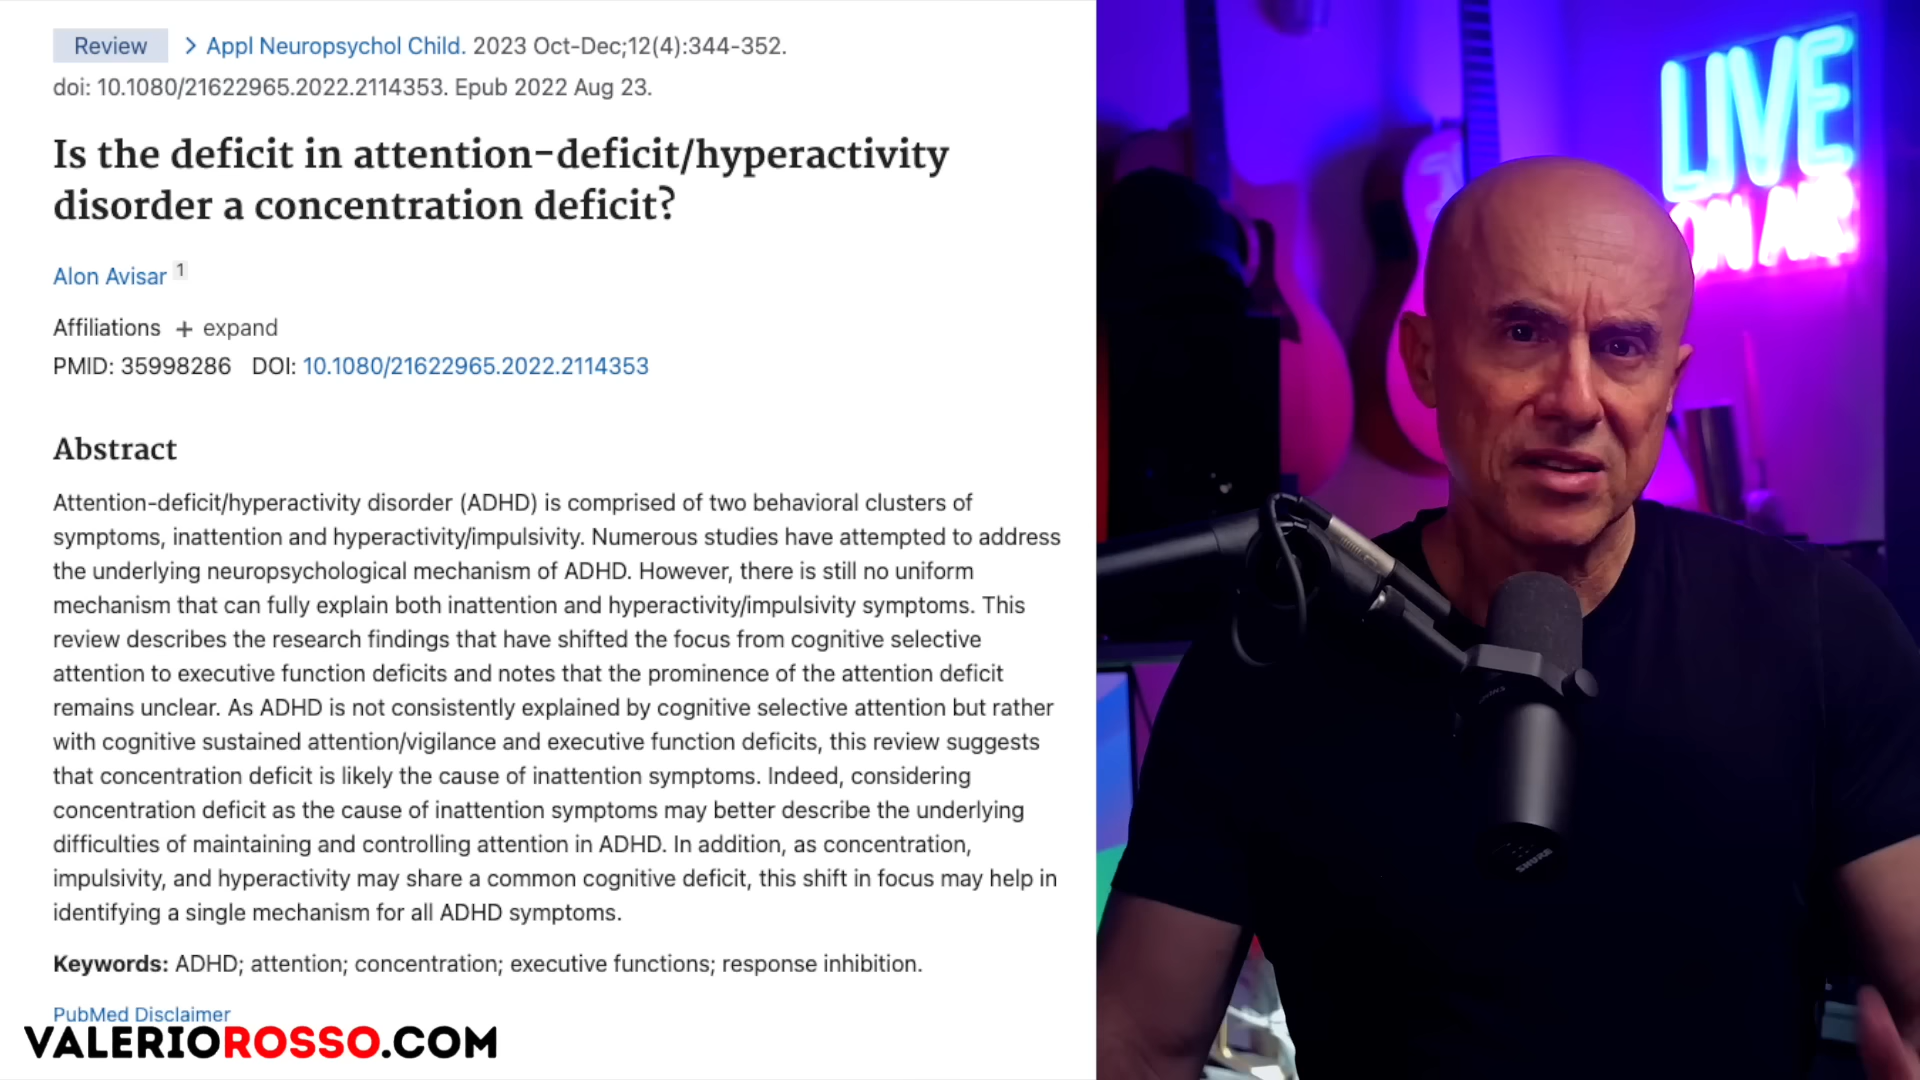 Review > Appl Neuropsychol Child. 2023 Oct-Dec;12(4):344-352.
doi: 10.1080/21622965.2022.2114353. Epub 2022 Aug 23.
Is the deficit in attention-deficit/hyperactivity
disorder a concentration deficit?
Alon Avisar 1
Affiliations + expand
PMID: 35998286 DOI: 10.1080/21622965.2022.2114353
Abstract
Attention-deficit/hyperactivity disorder (ADHD) is comprised of two behavioral clusters of
symptoms, inattention and hyperactivity/impulsivity. Numerous studies have attempted to address
the underlying neuropsychological mechanism of ADHD. However, there is still no uniform
mechanism that can fully explain both inattention and hyperactivity/impulsivity symptoms. This
review describes the research findings that have shifted the focus from cognitive selective
attention to executive function deficits and notes that the prominence of the attention deficit
remains unclear. As ADHD is not consistently explained by cognitive selective attention but rather
with cognitive sustained attention/vigilance and executive function deficits, this review suggests
that concentration deficit is likely the cause of inattention symptoms. Indeed, considering
concentration deficit as the cause of inattention symptoms may better describe the underlying
difficulties of maintaining and controlling attention in ADHD. In addition, as concentration,
impulsivity, and hyperactivity may share a common cognitive deficit, this shift in focus may help in
identifying a single mechanism for all ADHD symptoms.
Keywords: ADHD; attention; concentration; executive functions; response inhibition.
PubMed Disclaimer
VALERIOROSSO.COM
LIVE
ON AIR
SHURE